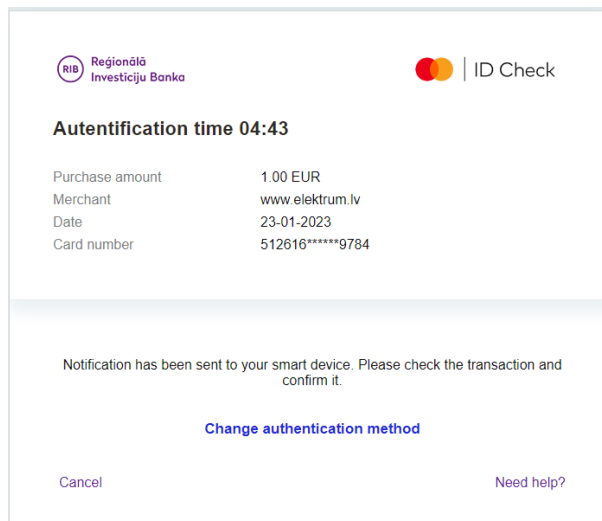 RIB
Reģionālā
Investīciju Banka
ID Check
Autentification time 04:43
Purchase amount 1.00 EUR
Merchant www.elektrum.lv
Date 23-01-2023
Card number 512616******9784
Notification has been sent to your smart device. Please check the transaction and
confirm it.
Change authentication method
Cancel Need help?